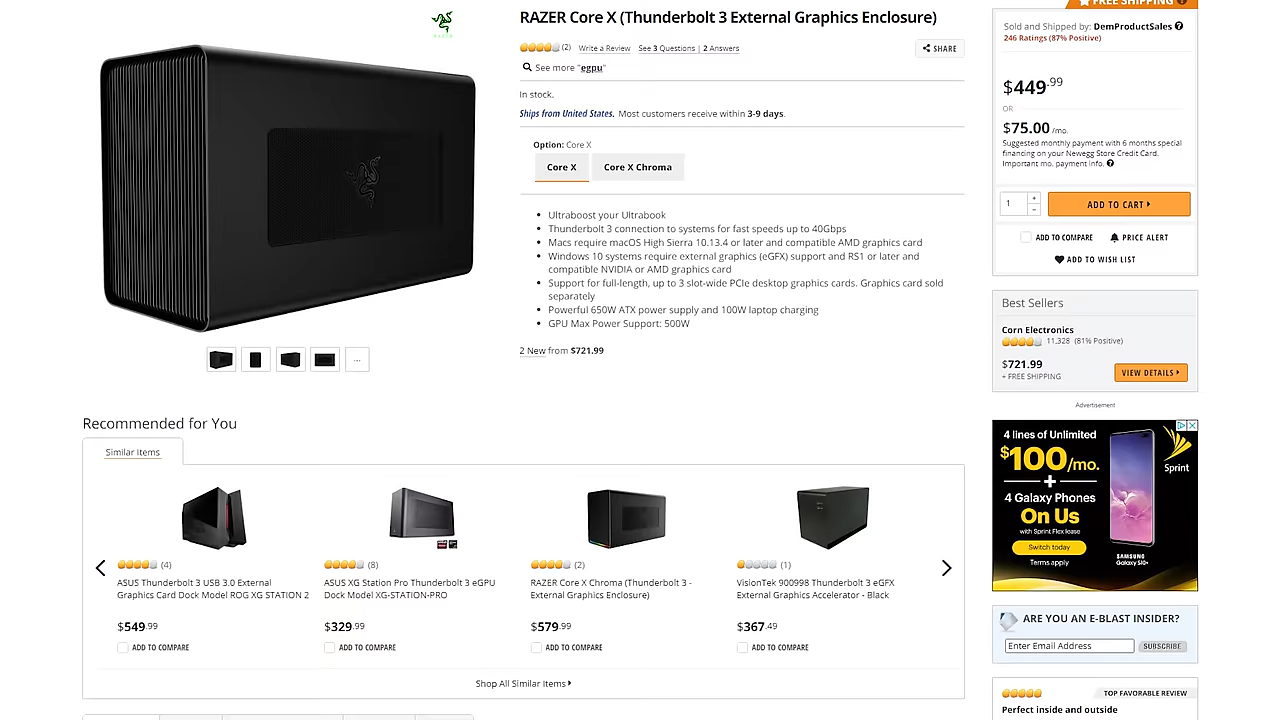 RAZER Core X (Thunderbolt 3 External Graphics Enclosure)
(2) Write a Review See 3 Questions | 2 Answers
SHARE
See more "egpu"
In stock.
Ships from United States. Most customers receive within 3-9 days.
Option: Core X
Core X
Core X Chroma
Ultraboost your Ultrabook
Thunderbolt 3 connection to systems for fast speeds up to 40Gbps
Macs require macOS High Sierra 10.13.4 or later and compatible AMD graphics card
Windows 10 systems require external graphics (eGFX) support and RS1 or later and
compatible NVIDIA or AMD graphics card
Support for full-length, up to 3 slot-wide PCIe desktop graphics cards. Graphics card sold
separately
Powerful 650W ATX power supply and 100W laptop charging
GPU Max Power Support: 500W
2 New from $721.99
...
FREE SHIPPING
Sold and Shipped by: DemProductSales
246 Ratings (87% Positive)
$449.99
OR
$75.00 /mo.
Suggested monthly payment with 6 months special
financing on your Newegg Store Credit Card.
Important mo. payment info.
1
+
-
ADD TO CART
ADD TO COMPARE
PRICE ALERT
ADD TO WISH LIST
Best Sellers
Corn Electronics
11,328 (81% Positive)
$721.99
+ FREE SHIPPING
VIEW DETAILS
Advertisement
4 lines of Unlimited
$100/mo.
+
4 Galaxy Phones
On Us
with Sprint Flex lease
Switch today
Terms apply
Sprint
SAMSUNG
Galaxy S10+
ARE YOU AN E-BLAST INSIDER?
Enter Email Address
SUBSCRIBE
TOP FAVORABLE REVIEW
Perfect inside and outside
Recommended for You
Similar Items
(4)
ASUS Thunderbolt 3 USB 3.0 External
Graphics Card Dock Model ROG XG STATION 2
$549.99
ADD TO COMPARE
(8)
ASUS XG Station Pro Thunderbolt 3 eGPU
Dock Model XG-STATION-PRO
$329.99
ADD TO COMPARE
(2)
RAZER Core X Chroma (Thunderbolt 3 -
External Graphics Enclosure)
$579.99
ADD TO COMPARE
(1)
VisionTek 900998 Thunderbolt 3 eGFX
External Graphics Accelerator - Black
$367.49
ADD TO COMPARE
Shop All Similar Items